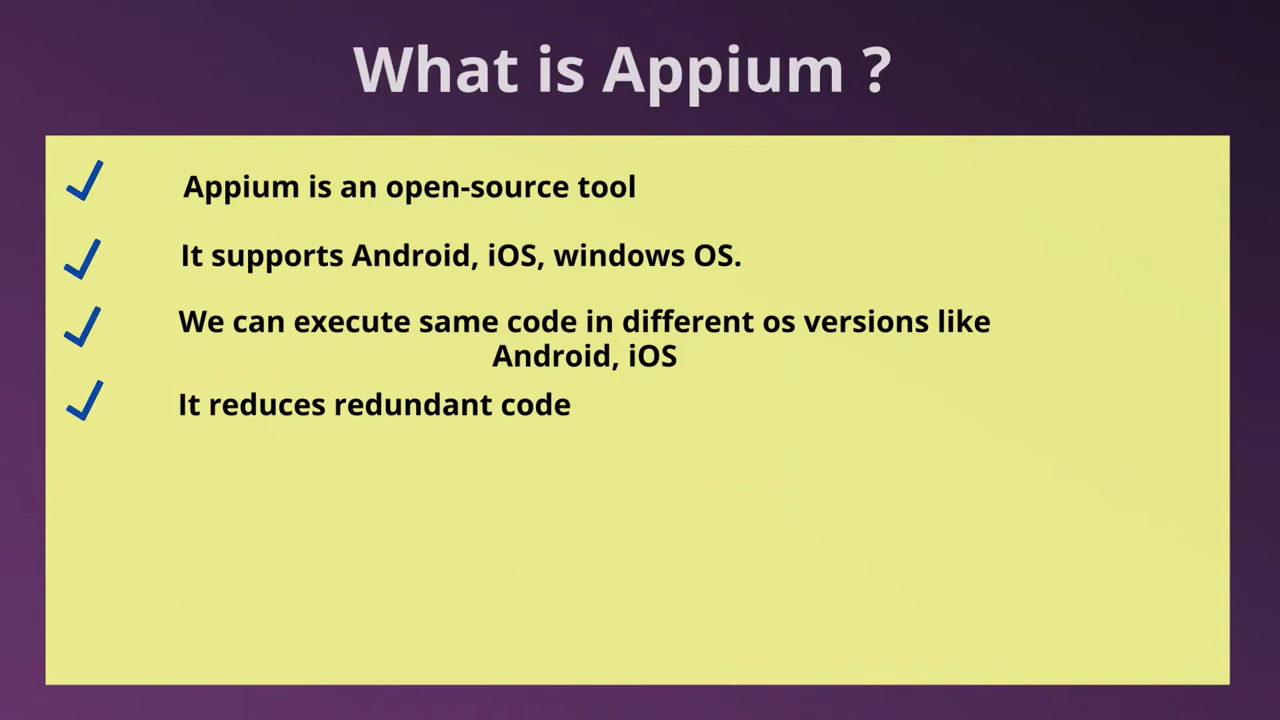 What is Appium ?
Appium is an open-source tool
It supports Android, iOS, windows OS.
We can execute same code in different os versions like
Android, iOS
It reduces redundant code